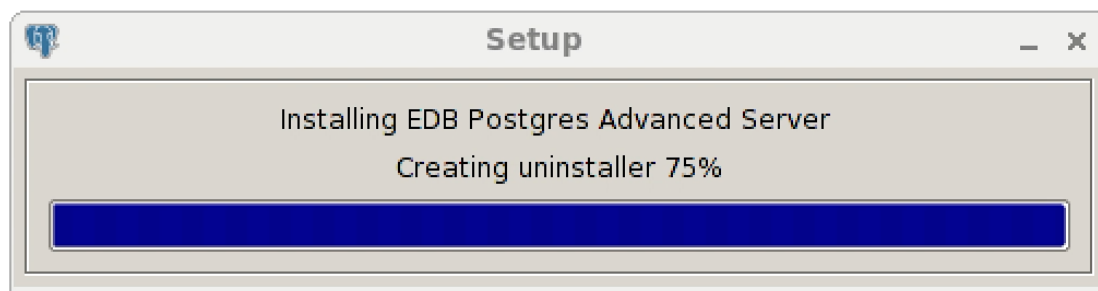 Setup
Installing EDB Postgres Advanced Server
Creating uninstaller 75%